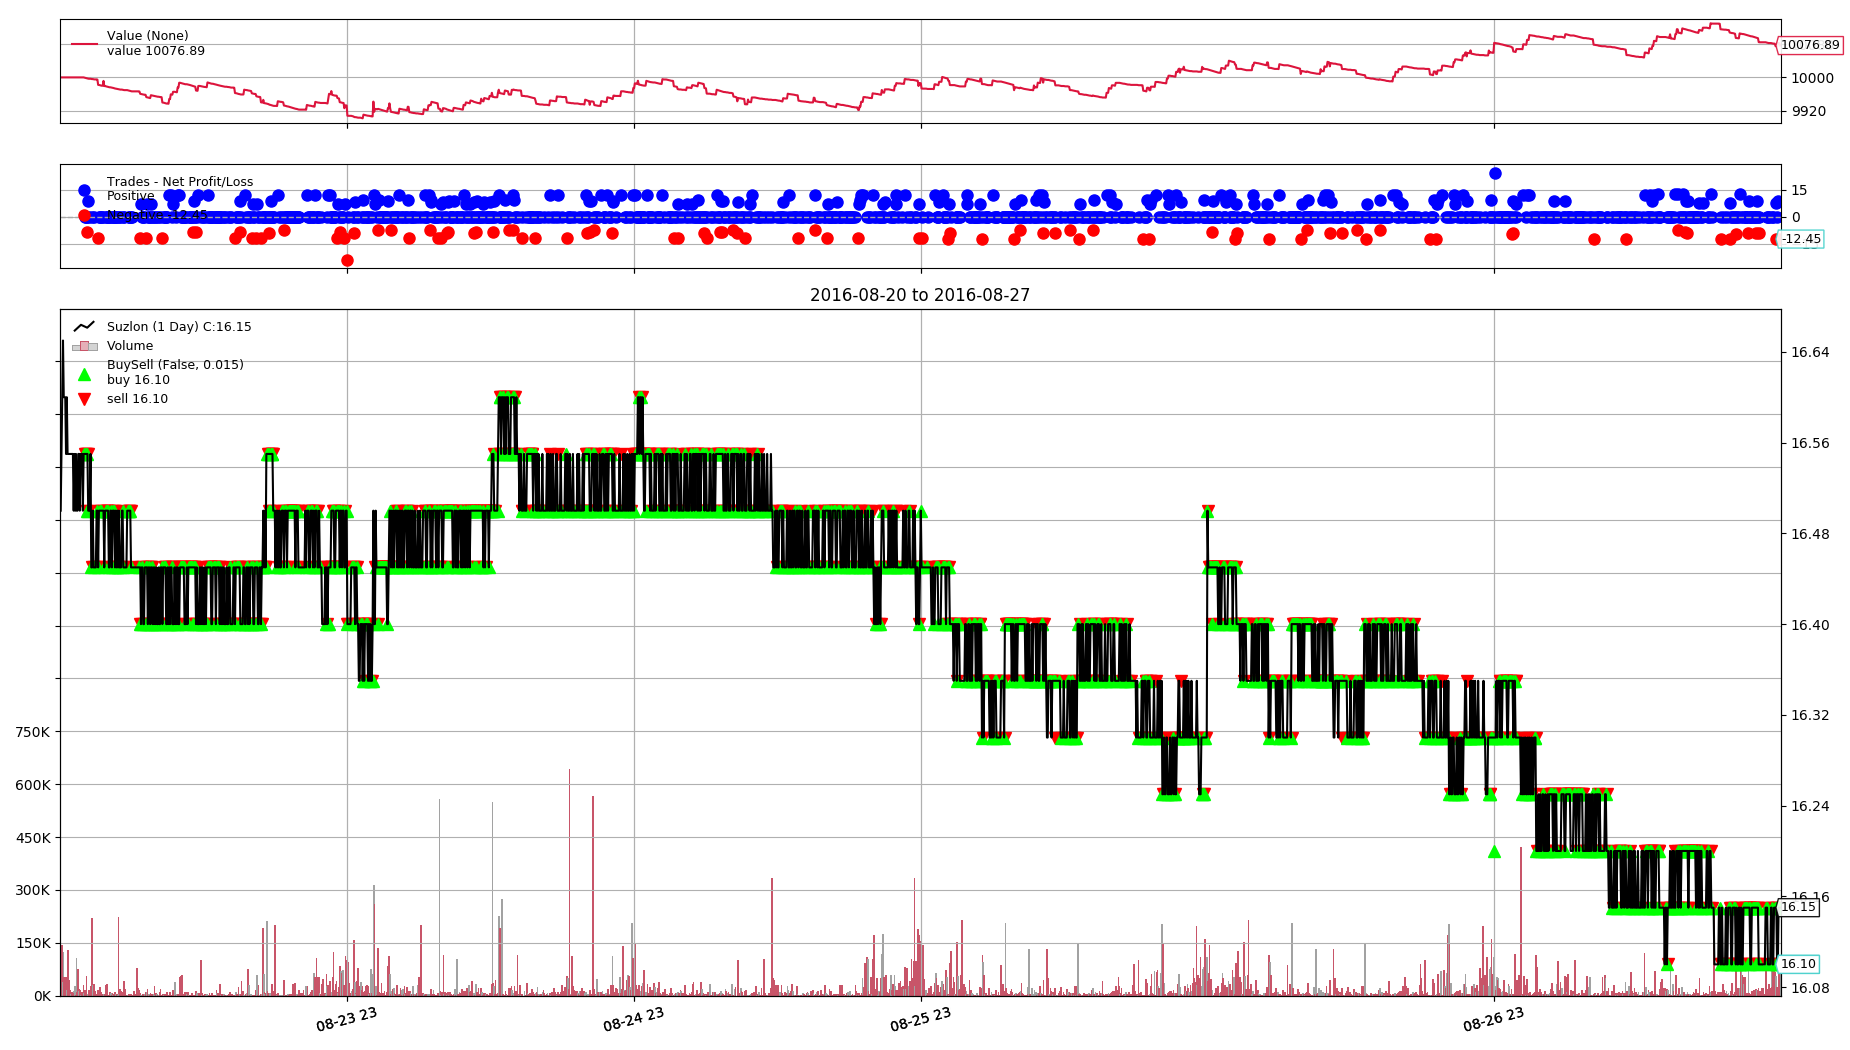 Value (None)
value 10076.89
10076.89
10000
9920
Trades - Net Profit/Loss
Positive
Negative -12.45
15
0
-12.45
2016-08-20 to 2016-08-27
Suzlon (1 Day) C:16.15
Volume
BuySell (False, 0.015)
buy 16.10
sell 16.10
16.64
16.56
16.48
16.40
16.32
16.24
16.16
16.15
16.10
16.08
750K
600K
450K
300K
150K
0K
08-23 23
08-24 23
08-25 23
08-26 23